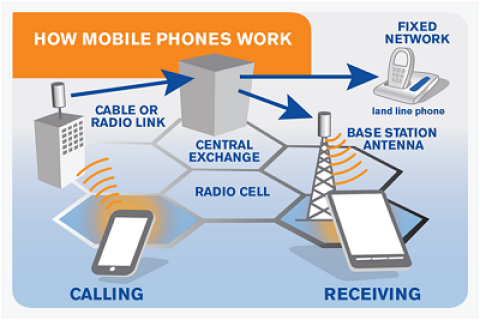 HOW MOBILE PHONES WORK
FIXED
NETWORK
land line phone
CABLE OR
RADIO LINK
CENTRAL
EXCHANGE
BASE STATION
ANTENNA
RADIO CELL
CALLING
RECEIVING